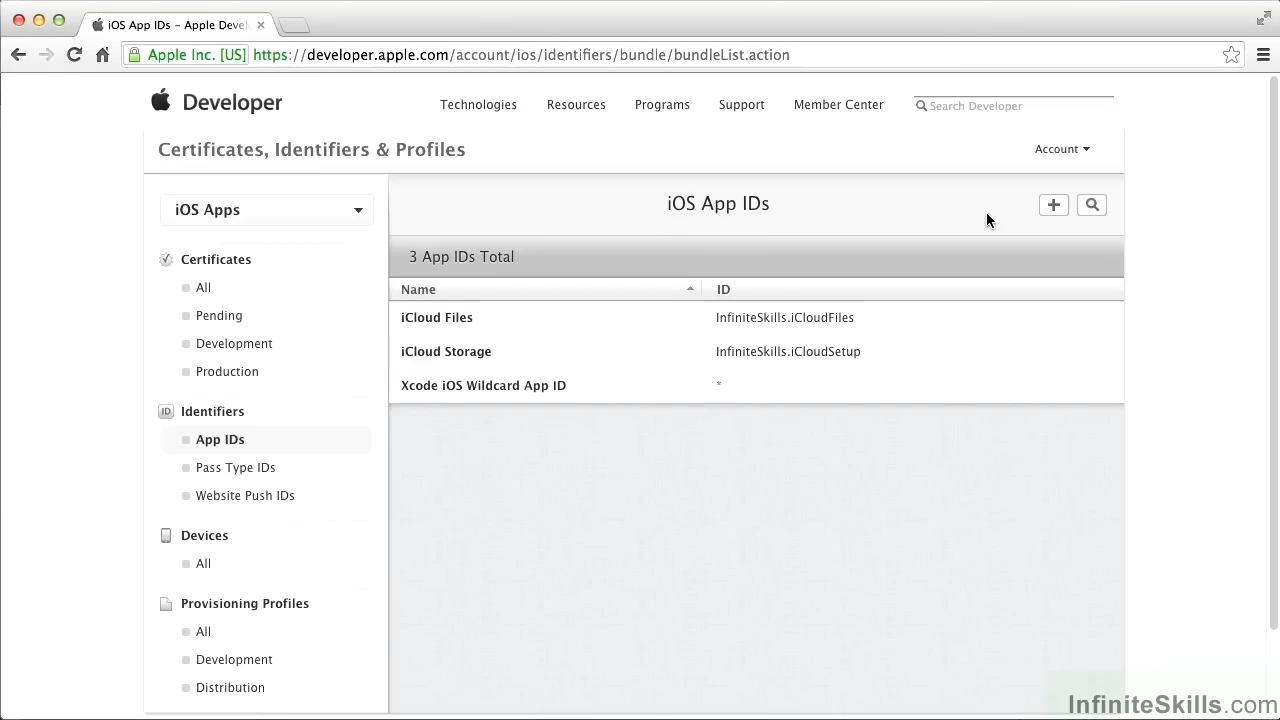 iOS App IDs – Apple Devel
Apple Inc. [US] https://developer.apple.com/account/ios/identifiers/bundle/bundleList.action
Developer
Technologies Resources Programs Support Member Center Search Developer
Certificates, Identifiers & Profiles
Account
iOS Apps
iOS App IDs
Certificates
All
Pending
Development
Production
ID Identifiers
App IDs
Pass Type IDs
Website Push IDs
Devices
All
Provisioning Profiles
All
Development
Distribution
3 App IDs Total
Name ID
iCloud Files InfiniteSkills.iCloudFiles
iCloud Storage InfiniteSkills.iCloudSetup
Xcode iOS Wildcard App ID *
InfiniteSkills.com